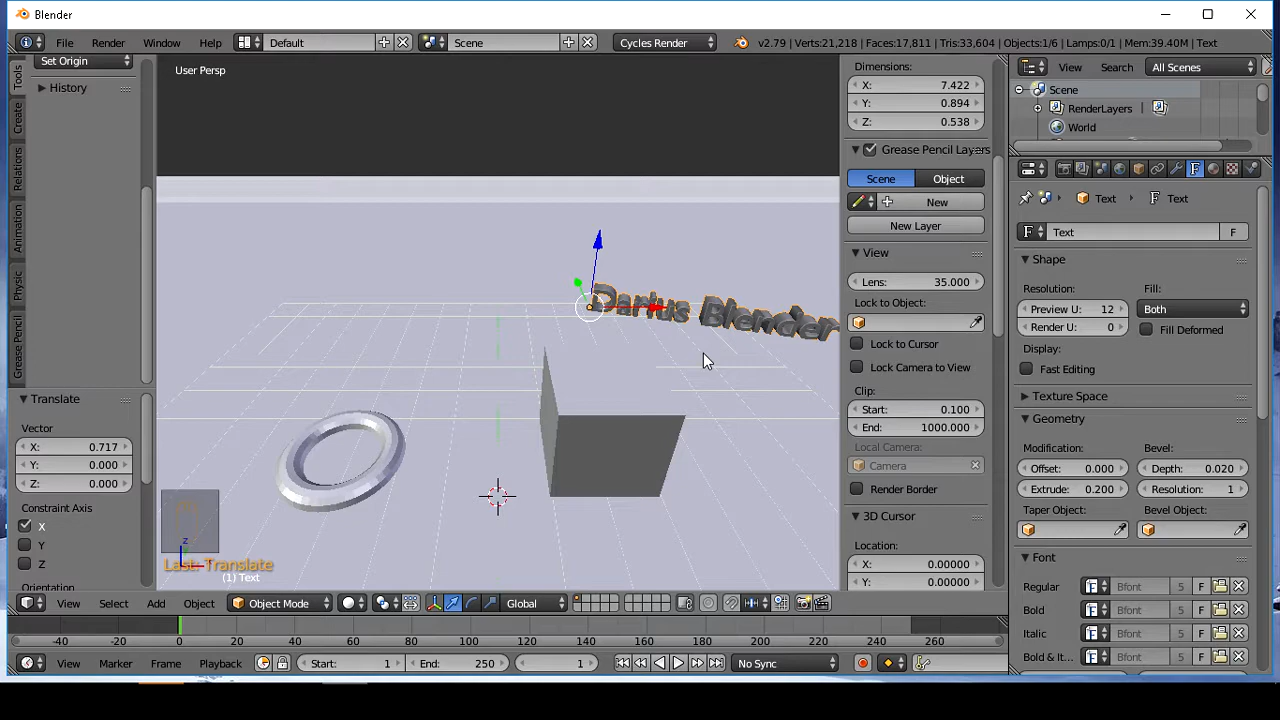 Blender
File Render Window Help Default Scene Cycles Render v2.79 | Verts:21,218 | Faces:17,811 | Tris:33,604 | Objects:1/6 | Lamps:0/1 | Mem:39.40M | Text
Set Origin
History
Tools
Create
Relations
Animation
Physic
Grease Pencil
Translate
Vector
X: 0.717
Y: 0.000
Z: 0.000
Constraint Axis
X
Y
Z
Orientation
User Persp
Darius Blender
z
Last: Translate
(1) Text
View Select Add Object Object Mode Global
-40 -20 0 20 40 60 80 100 120 140 160 180 200 220 240 260
View Marker Frame Playback Start: 1 End: 250 1 No Sync
Dimensions:
X: 7.422
Y: 0.894
Z: 0.538
Grease Pencil Layers
Scene Object
New
New Layer
View
Lens: 35.000
Lock to Object:
Lock to Cursor
Lock Camera to View
Clip:
Start: 0.100
End: 1000.000
Local Camera:
Camera
Render Border
3D Cursor
Location:
X: 0.00000
Y: 0.00000
View Search All Scenes
Scene
RenderLayers
World
F
Text F Text
F Text F
Shape
Resolution: Fill:
Preview U: 12 Both
Render U: 0 Fill Deformed
Display:
Fast Editing
Texture Space
Geometry
Modification: Bevel:
Offset: 0.000 Depth: 0.020
Extrude: 0.200 Resolution: 1
Taper Object: Bevel Object:
Font
Regular F Bfont 5 F
Bold F Bfont 5 F
Italic F Bfont 5 F
Bold & It... F Bfont 5 F